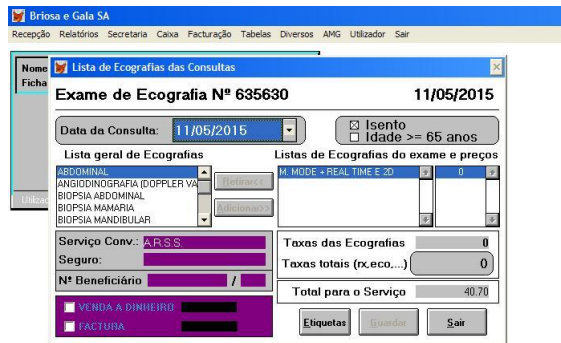 Briosa e Gala SA
Recepção Relatórios Secretaria Caixa Facturação Tabelas Diversos AMG Utilizador Sair
Nome
Ficha
Lista de Ecografias das Consultas
Exame de Ecografia Nº 635630 11/05/2015
Data da Consulta: 11/05/2015
Isento
Idade >= 65 anos
Lista geral de Ecografias Listas de Ecografias do exame e preços
ABDOMINAL
ANGIODINOGRAFIA (DOPPLER VA
BIOPSIA ABDOMINAL
BIOPSIA MAMARIA
BIOPSIA MANDIBULAR
Retirar<<
Adicionar>>
M. MODE + REAL TIME E 2D 0
Utilizad
Serviço Conv.: A.R.S.S.
Seguro:
Nº Beneficiário /
VENDA A DINHEIRO
FACTURA
Taxas das Ecografias 0
Taxas totais (rx,eco,...) 0
Total para o Serviço 40.70
Etiquetas Guardar Sair